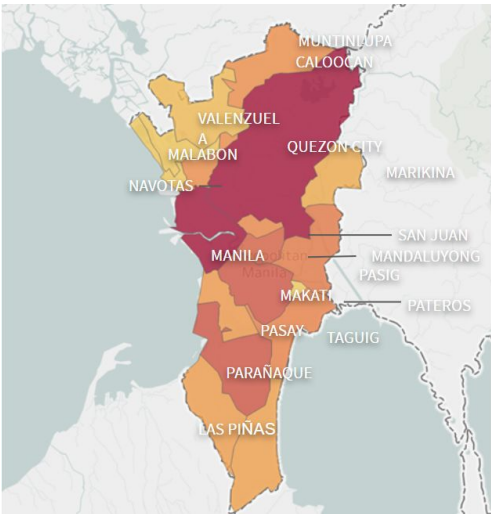 MUNTINLUPA
CALOOCAN
VALENZUEL
A
QUEZON CITY
MALABON
MARIKINA
NAVOTAS
SAN JUAN
MANILA
MANDALUYONG
Manila
PASIG
MAKATI
PATEROS
PASAY
TAGUIG
PARAÑAQUE
LAS PIÑAS